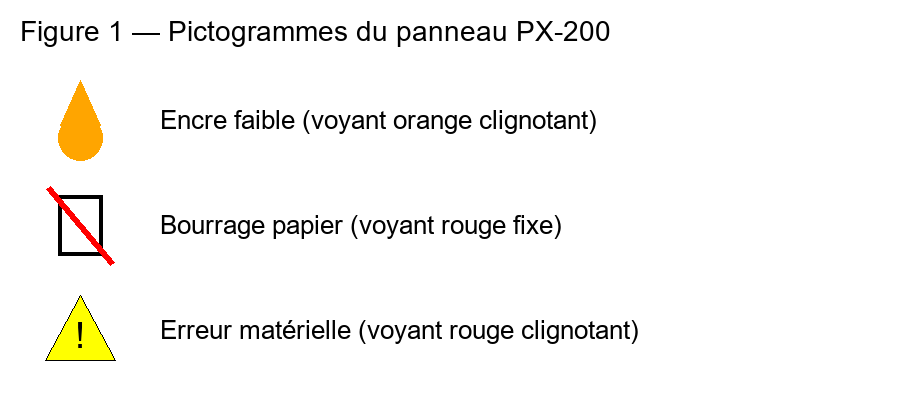 Figure 1 — Pictogrammes du panneau PX-200
Encre faible (voyant orange clignotant)
Bourrage papier (voyant rouge fixe)
!
Erreur matérielle (voyant rouge clignotant)